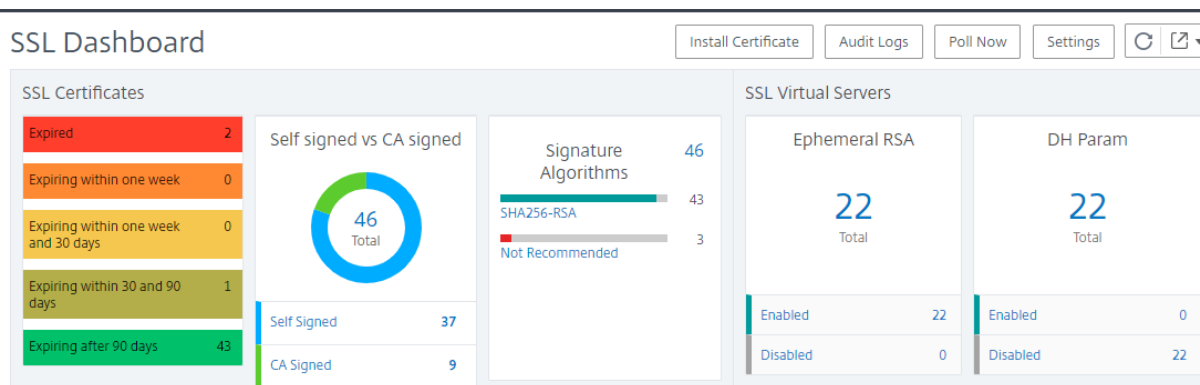 SSL Dashboard
Install Certificate
Audit Logs
Poll Now
Settings
SSL Certificates
Expired 2
Expiring within one week 0
Expiring within one week
and 30 days 0
Expiring within 30 and 90
days 1
Expiring after 90 days 43
Self signed vs CA signed
46
Total
Self Signed 37
CA Signed 9
Signature
Algorithms 46
43
SHA256-RSA
3
Not Recommended
SSL Virtual Servers
Ephemeral RSA
22
Total
Enabled 22
Disabled 0
DH Param
22
Total
Enabled 0
Disabled 22